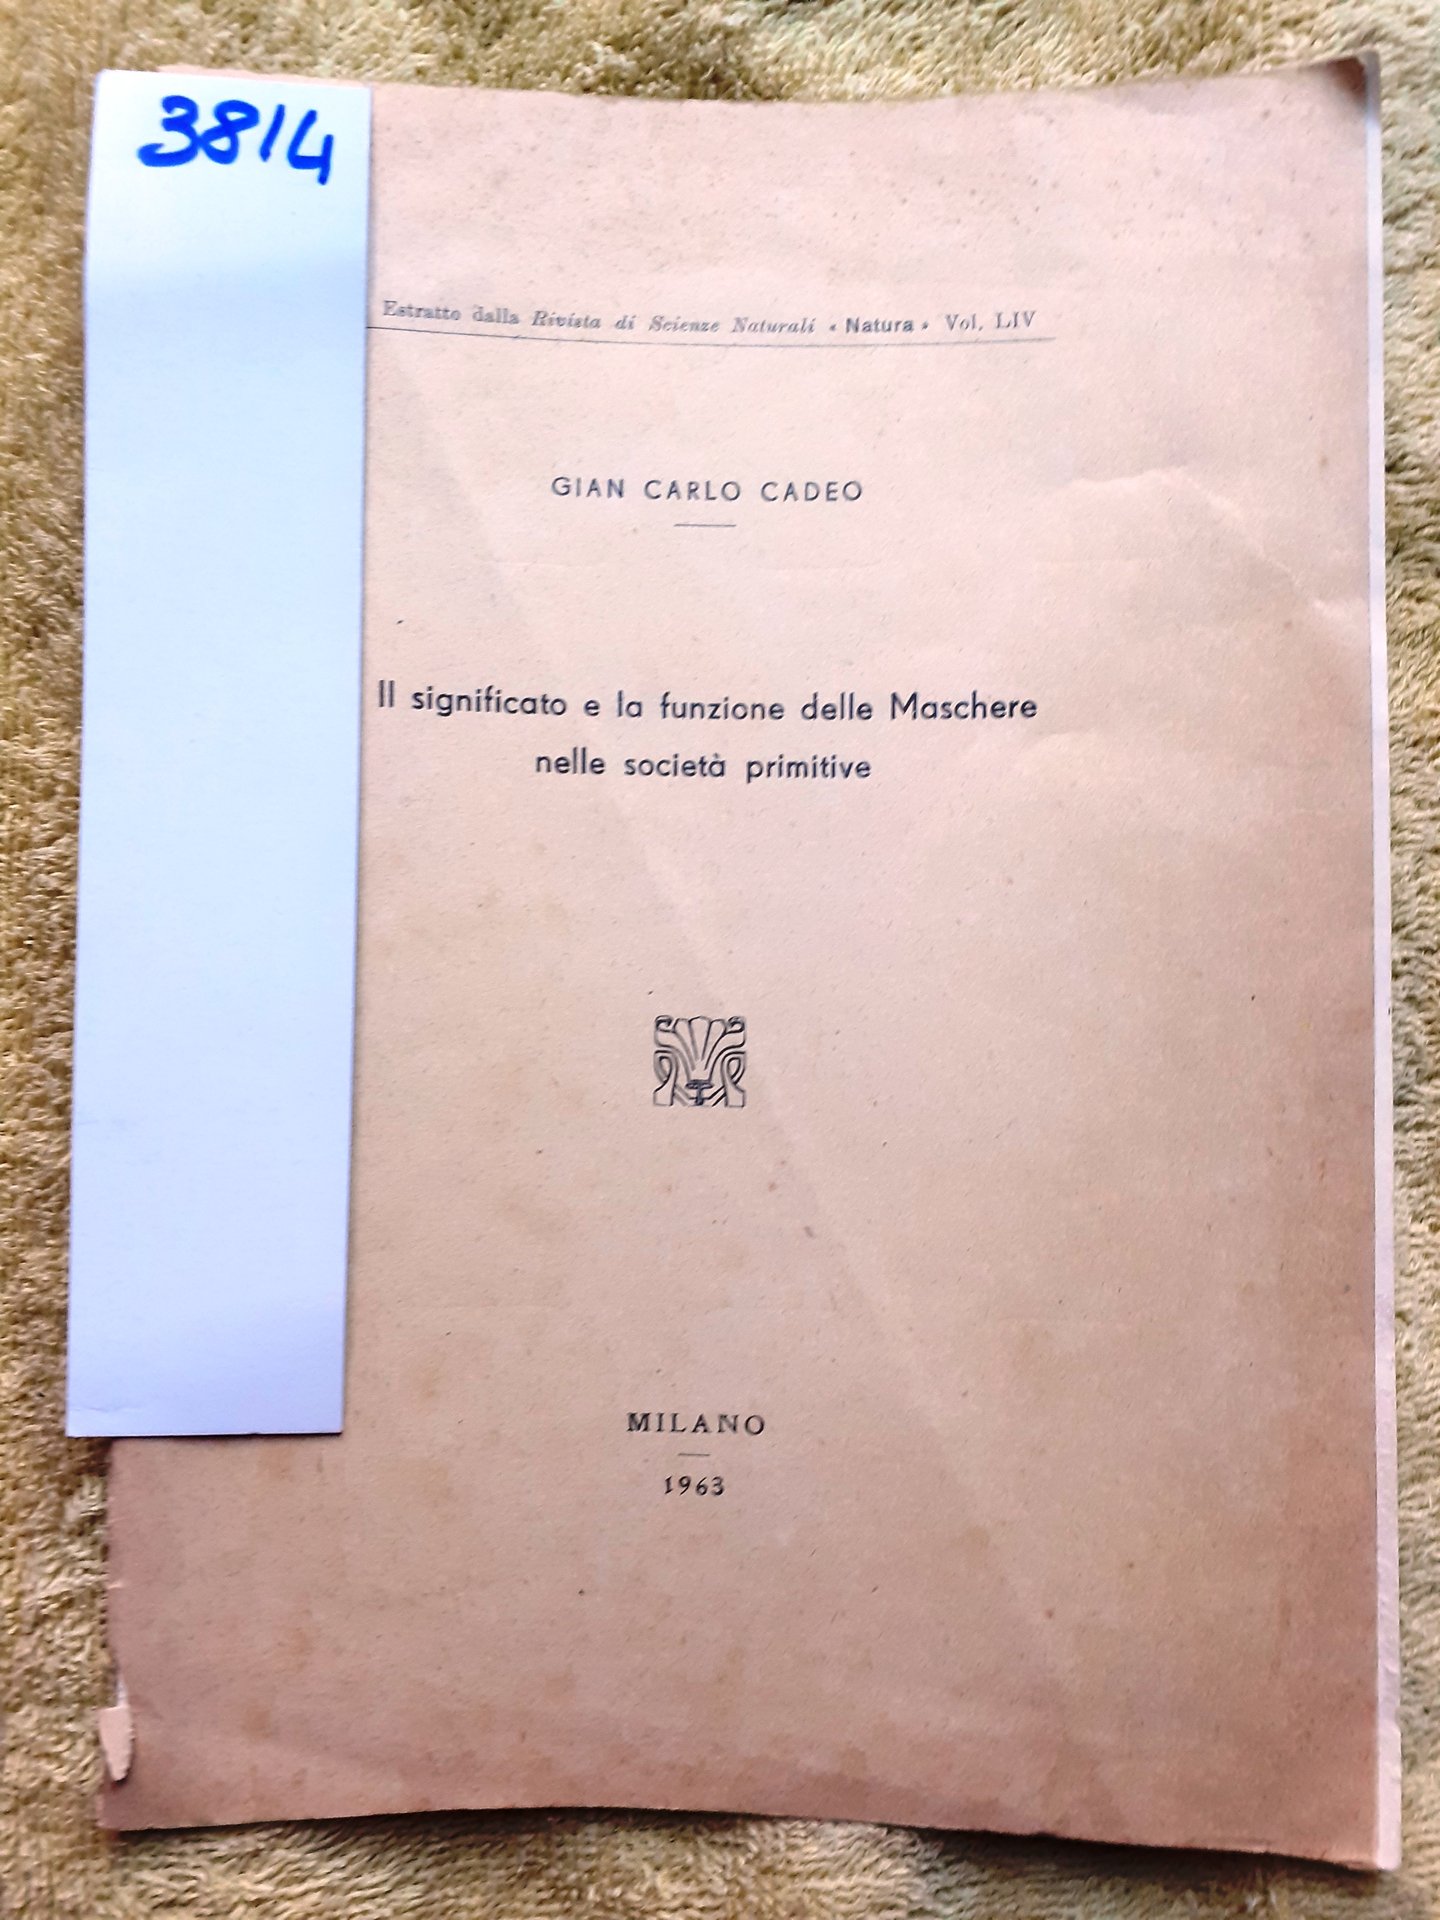 3814
Estratto dalla Rivista di Scienze Naturali « Natura » Vol. LIV
GIAN CARLO CADEO
Il significato e la funzione delle Maschere
nelle società primitive
MILANO
1963